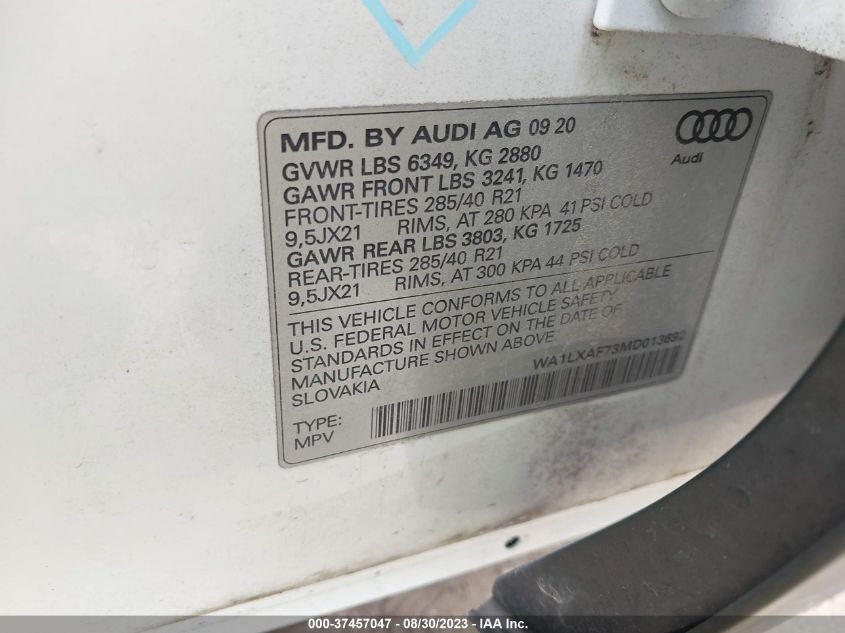 MFD. BY AUDI AG 09 20
Audi
GVWR LBS 6349, KG 2880
GAWR FRONT LBS 3241, KG 1470
FRONT-TIRES 285/40 R21
9,5JX21 RIMS, AT 280 KPA 41 PSI COLD
GAWR REAR LBS 3803, KG 1725
REAR-TIRES 285/40 R21
9,5JX21 RIMS, AT 300 KPA 44 PSI COLD
THIS VEHICLE CONFORMS TO ALL APPLICABLE
U.S. FEDERAL MOTOR VEHICLE SAFETY
STANDARDS IN EFFECT ON THE DATE OF
MANUFACTURE SHOWN ABOVE.
SLOVAKIA
WA1LXAF73MD013692
TYPE:
MPV
000-37457047 - 08/30/2023 - IAA Inc.